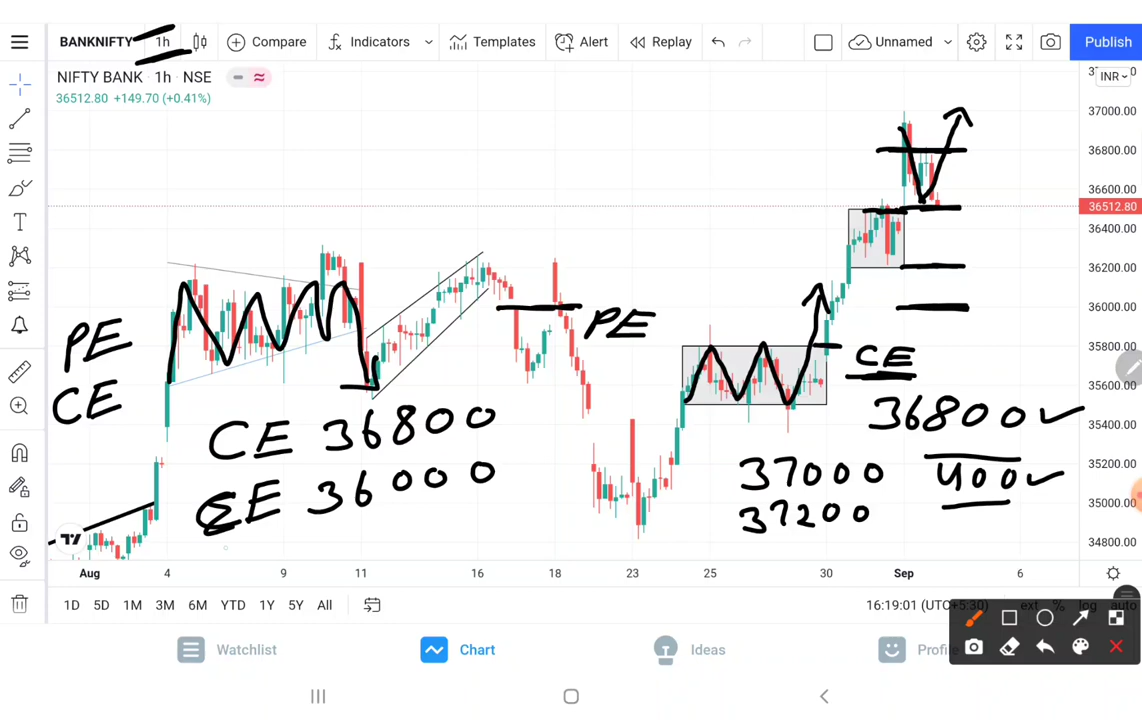 BANKNIFTY 1h Compare Indicators Templates Alert Replay Unnamed Publish
NIFTY BANK · 1h · NSE
INR
36512.80 +149.70 (+0.41%)
37000.00
36800.00
36600.00
36512.80
36400.00
36200.00
36000.00
35800.00
35600.00
35400.00
35200.00
35000.00
34800.00
PE
CE
PE
CE
CE 36800
CE 36000
36800
400
37000
37200
Aug 4 9 11 16 18 23 25 30 Sep 6
1D 5D 1M 3M 6M YTD 1Y 5Y All
16:19:01 (UTC+5:30) ext % log auto
Watchlist Chart Ideas